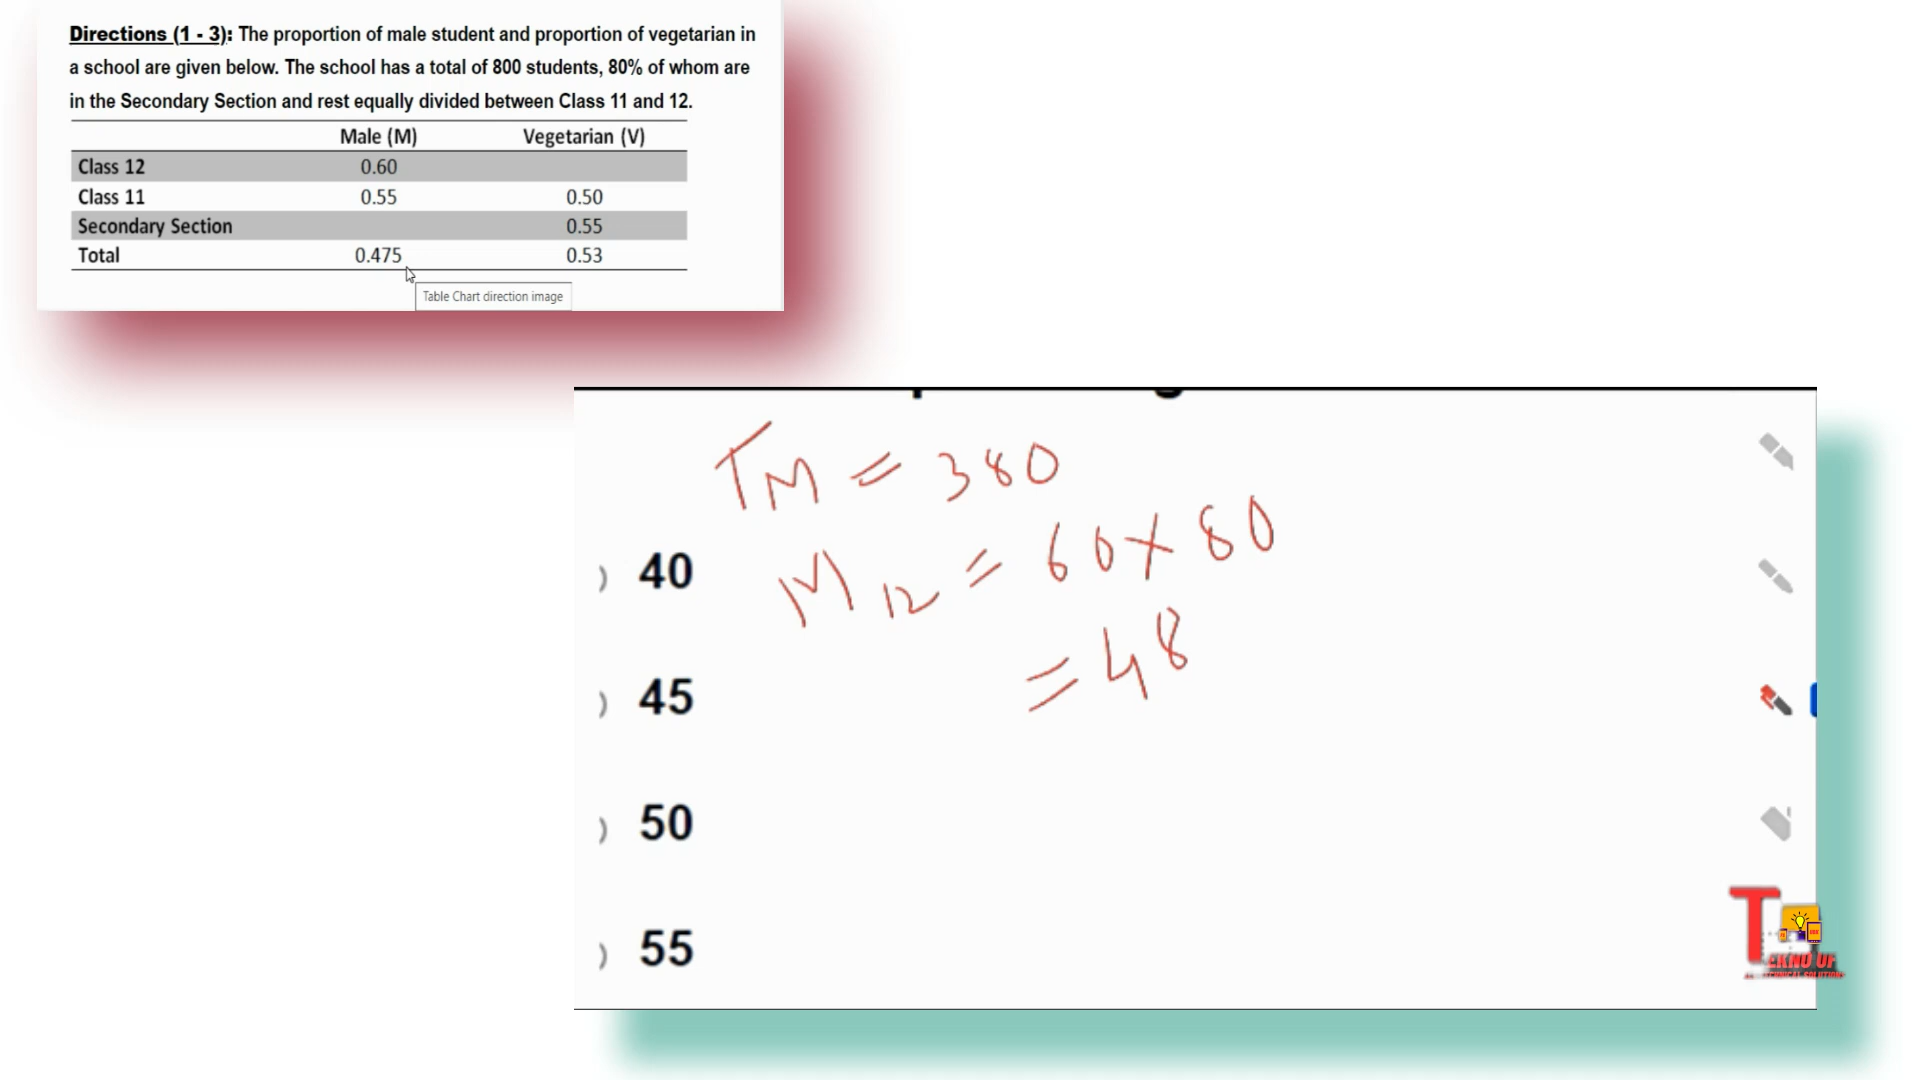 Directions (1 - 3): The proportion of male student and proportion of vegetarian in
a school are given below. The school has a total of 800 students, 80% of whom are
in the Secondary Section and rest equally divided between Class 11 and 12.
Male (M) Vegetarian (V)
Class 12 0.60
Class 11 0.55 0.50
Secondary Section 0.55
Total 0.475 0.53
Table Chart direction image
TM = 380
) 40
M12 = 60 x 80
= 48
) 45
) 50
) 55
TEKNO UF